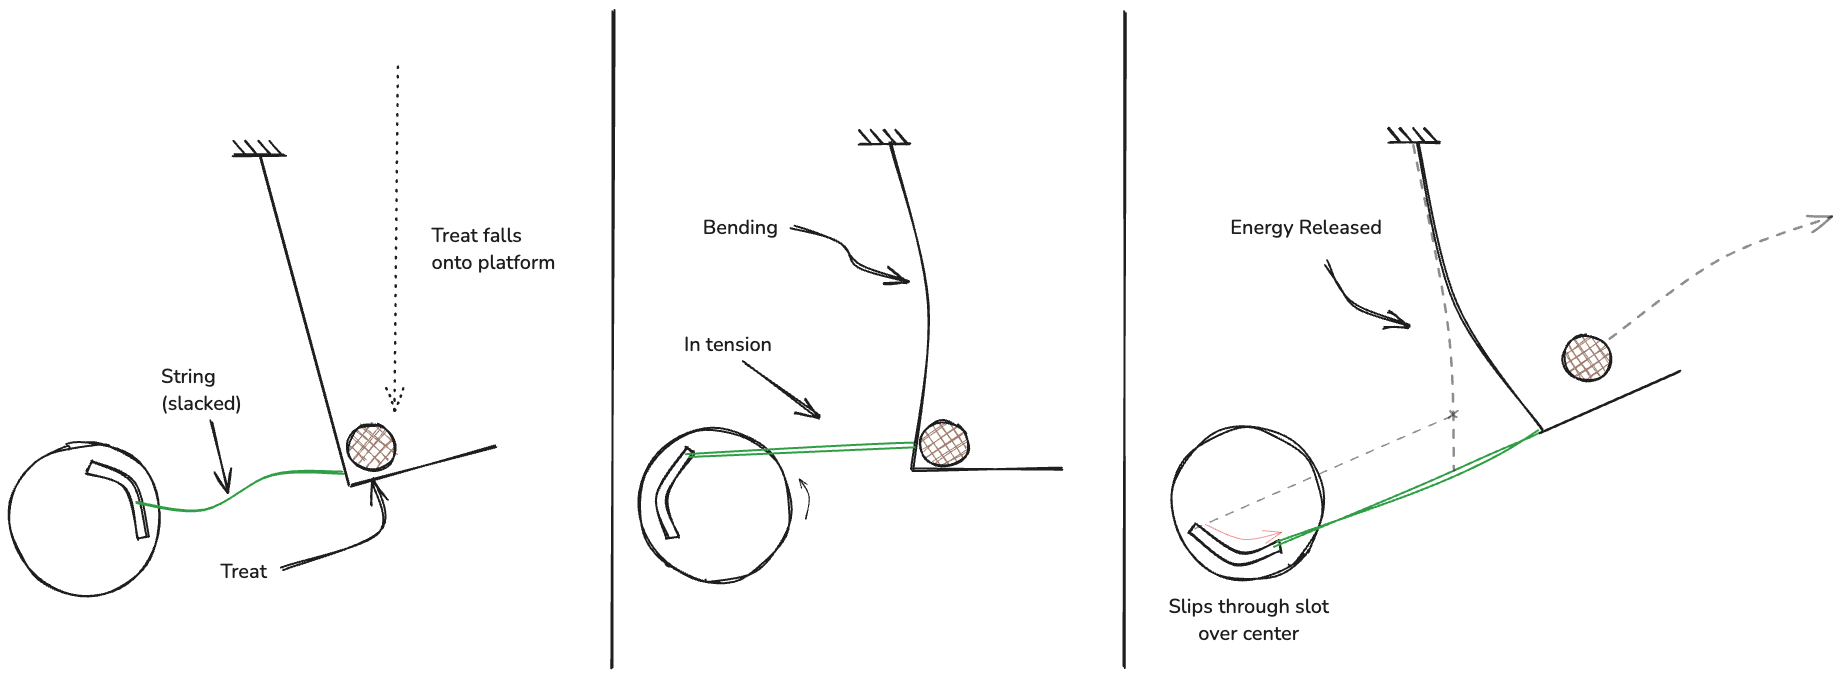 Treat falls
onto platform
String
(slacked)
Treat
Bending
In tension
Energy Released
Slips through slot
over center